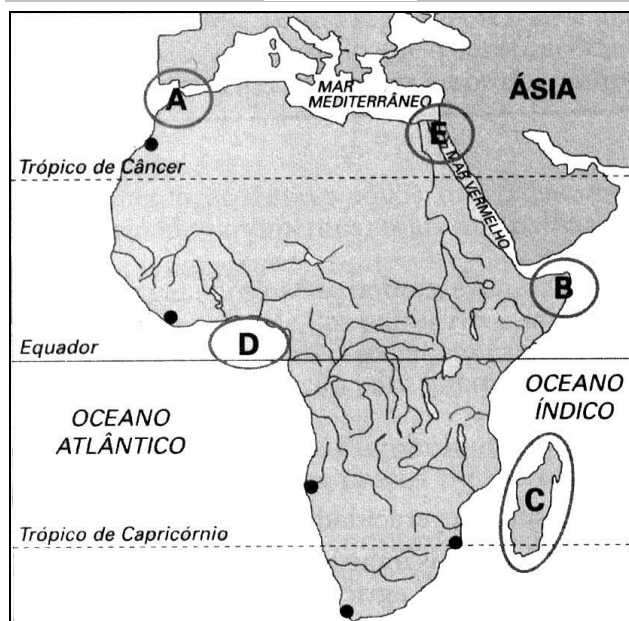 MAR
MEDITERRÂNEO
ÁSIA
A
E
Trópico de Câncer
MAR VERMELHO
B
D
Equador
OCEANO
ÍNDICO
OCEANO
ATLÂNTICO
C
Trópico de Capricórnio